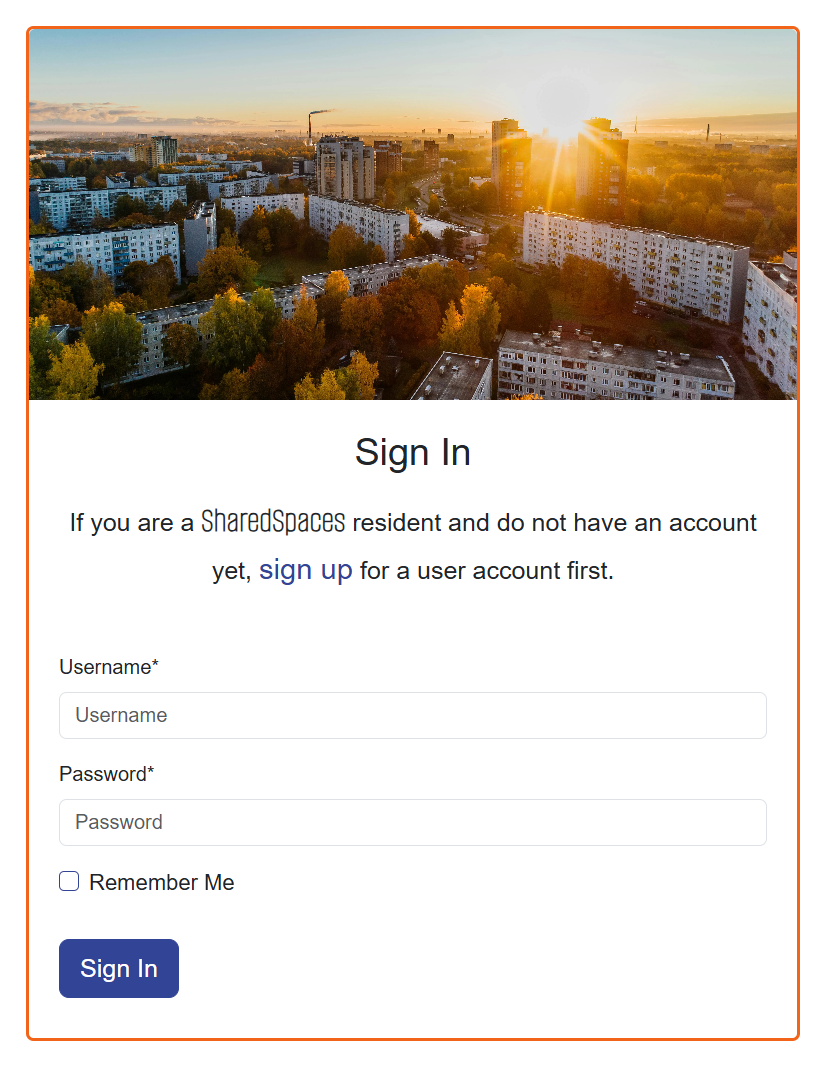 Sign In
If you are a SharedSpaces resident and do not have an account
yet, sign up for a user account first.
Username*
Username
Password*
Password
Remember Me
Sign In